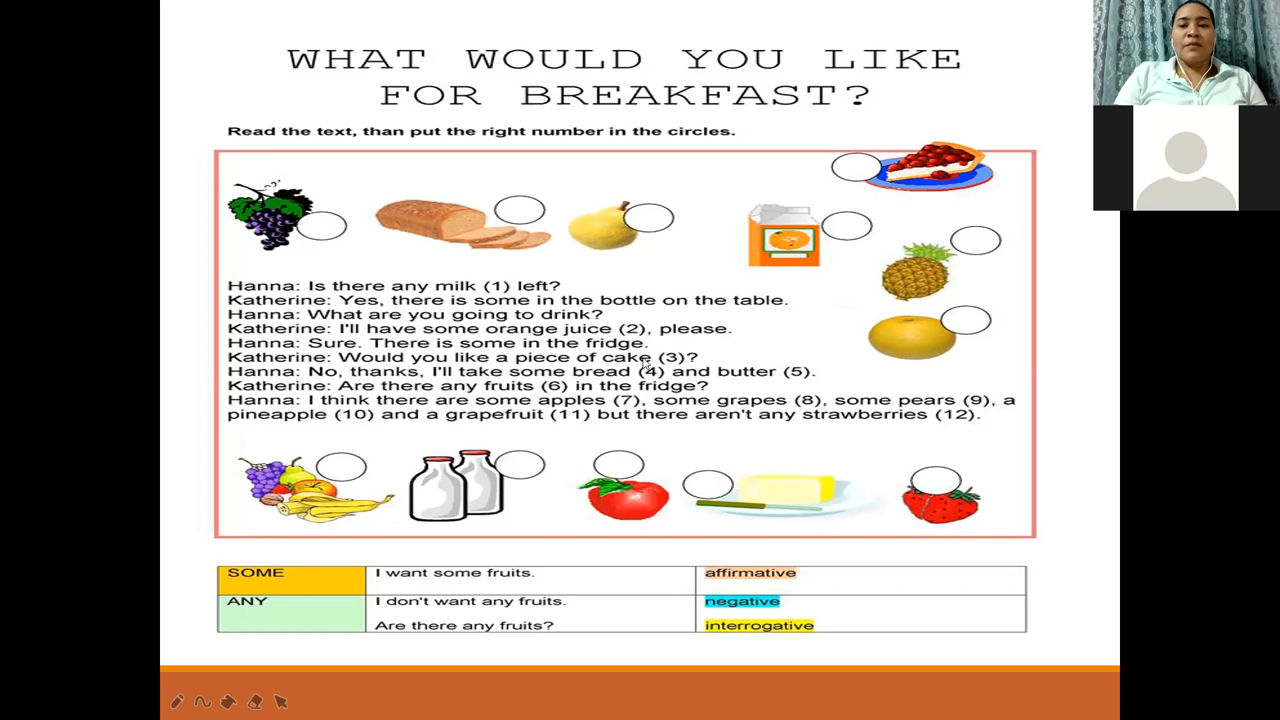 WHAT WOULD YOU LIKE
FOR BREAKFAST?
Read the text, than put the right number in the circles.
Hanna: Is there any milk (1) left?
Katherine: Yes, there is some in the bottle on the table.
Hanna: What are you going to drink?
Katherine: I'll have some orange juice (2), please.
Hanna: Sure. There is some in the fridge.
Katherine: Would you like a piece of cake (3)?
Hanna: No, thanks, I'll take some bread (4) and butter (5).
Katherine: Are there any fruits (6) in the fridge?
Hanna: I think there are some apples (7), some grapes (8), some pears (9), a
pineapple (10) and a grapefruit (11) but there aren't any strawberries (12).
SOME I want some fruits. affirmative
ANY I don't want any fruits. negative
Are there any fruits? interrogative